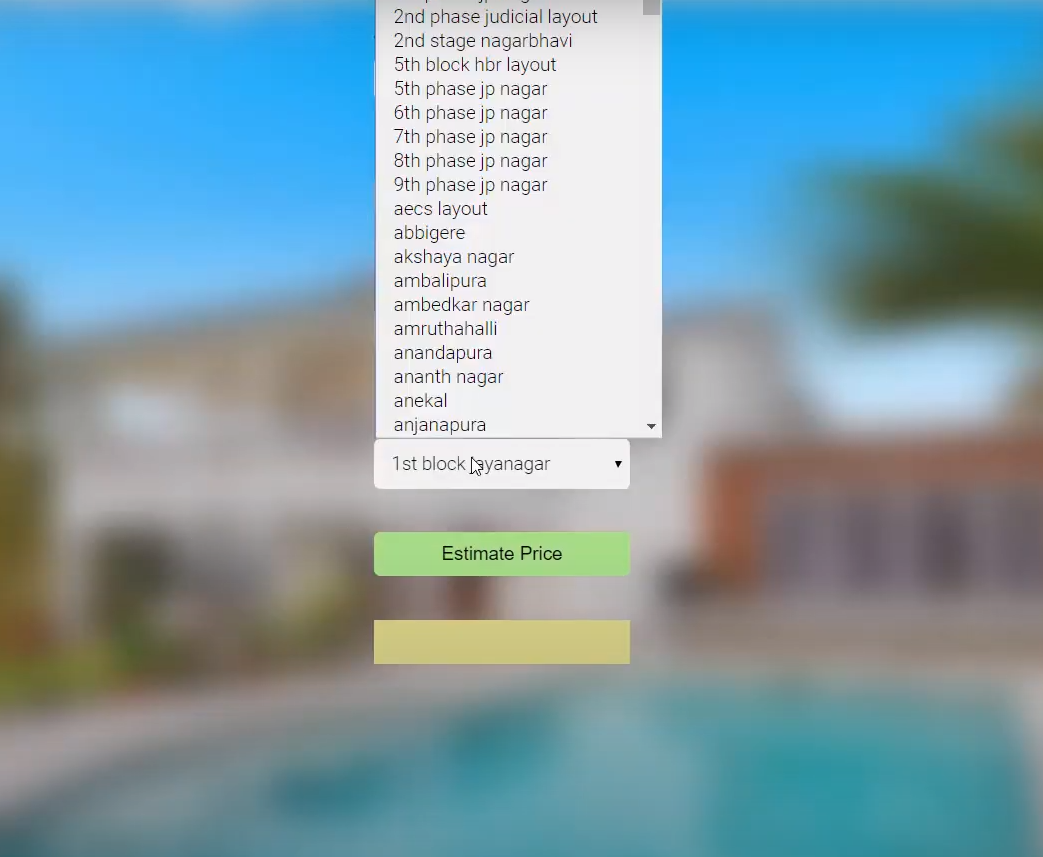 2nd phase judicial layout
2nd stage nagarbhavi
5th block hbr layout
5th phase jp nagar
6th phase jp nagar
7th phase jp nagar
8th phase jp nagar
9th phase jp nagar
aecs layout
abbigere
akshaya nagar
ambalipura
ambedkar nagar
amruthahalli
anandapura
ananth nagar
anekal
anjanapura
1st block jayanagar
Estimate Price